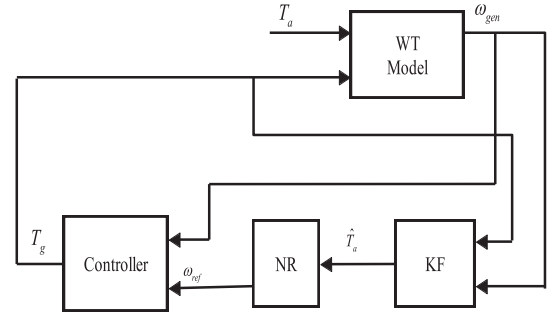 T_a
ω_gen
WT
Model
T_g
Controller
ω_ref
NR
T̂_a
KF